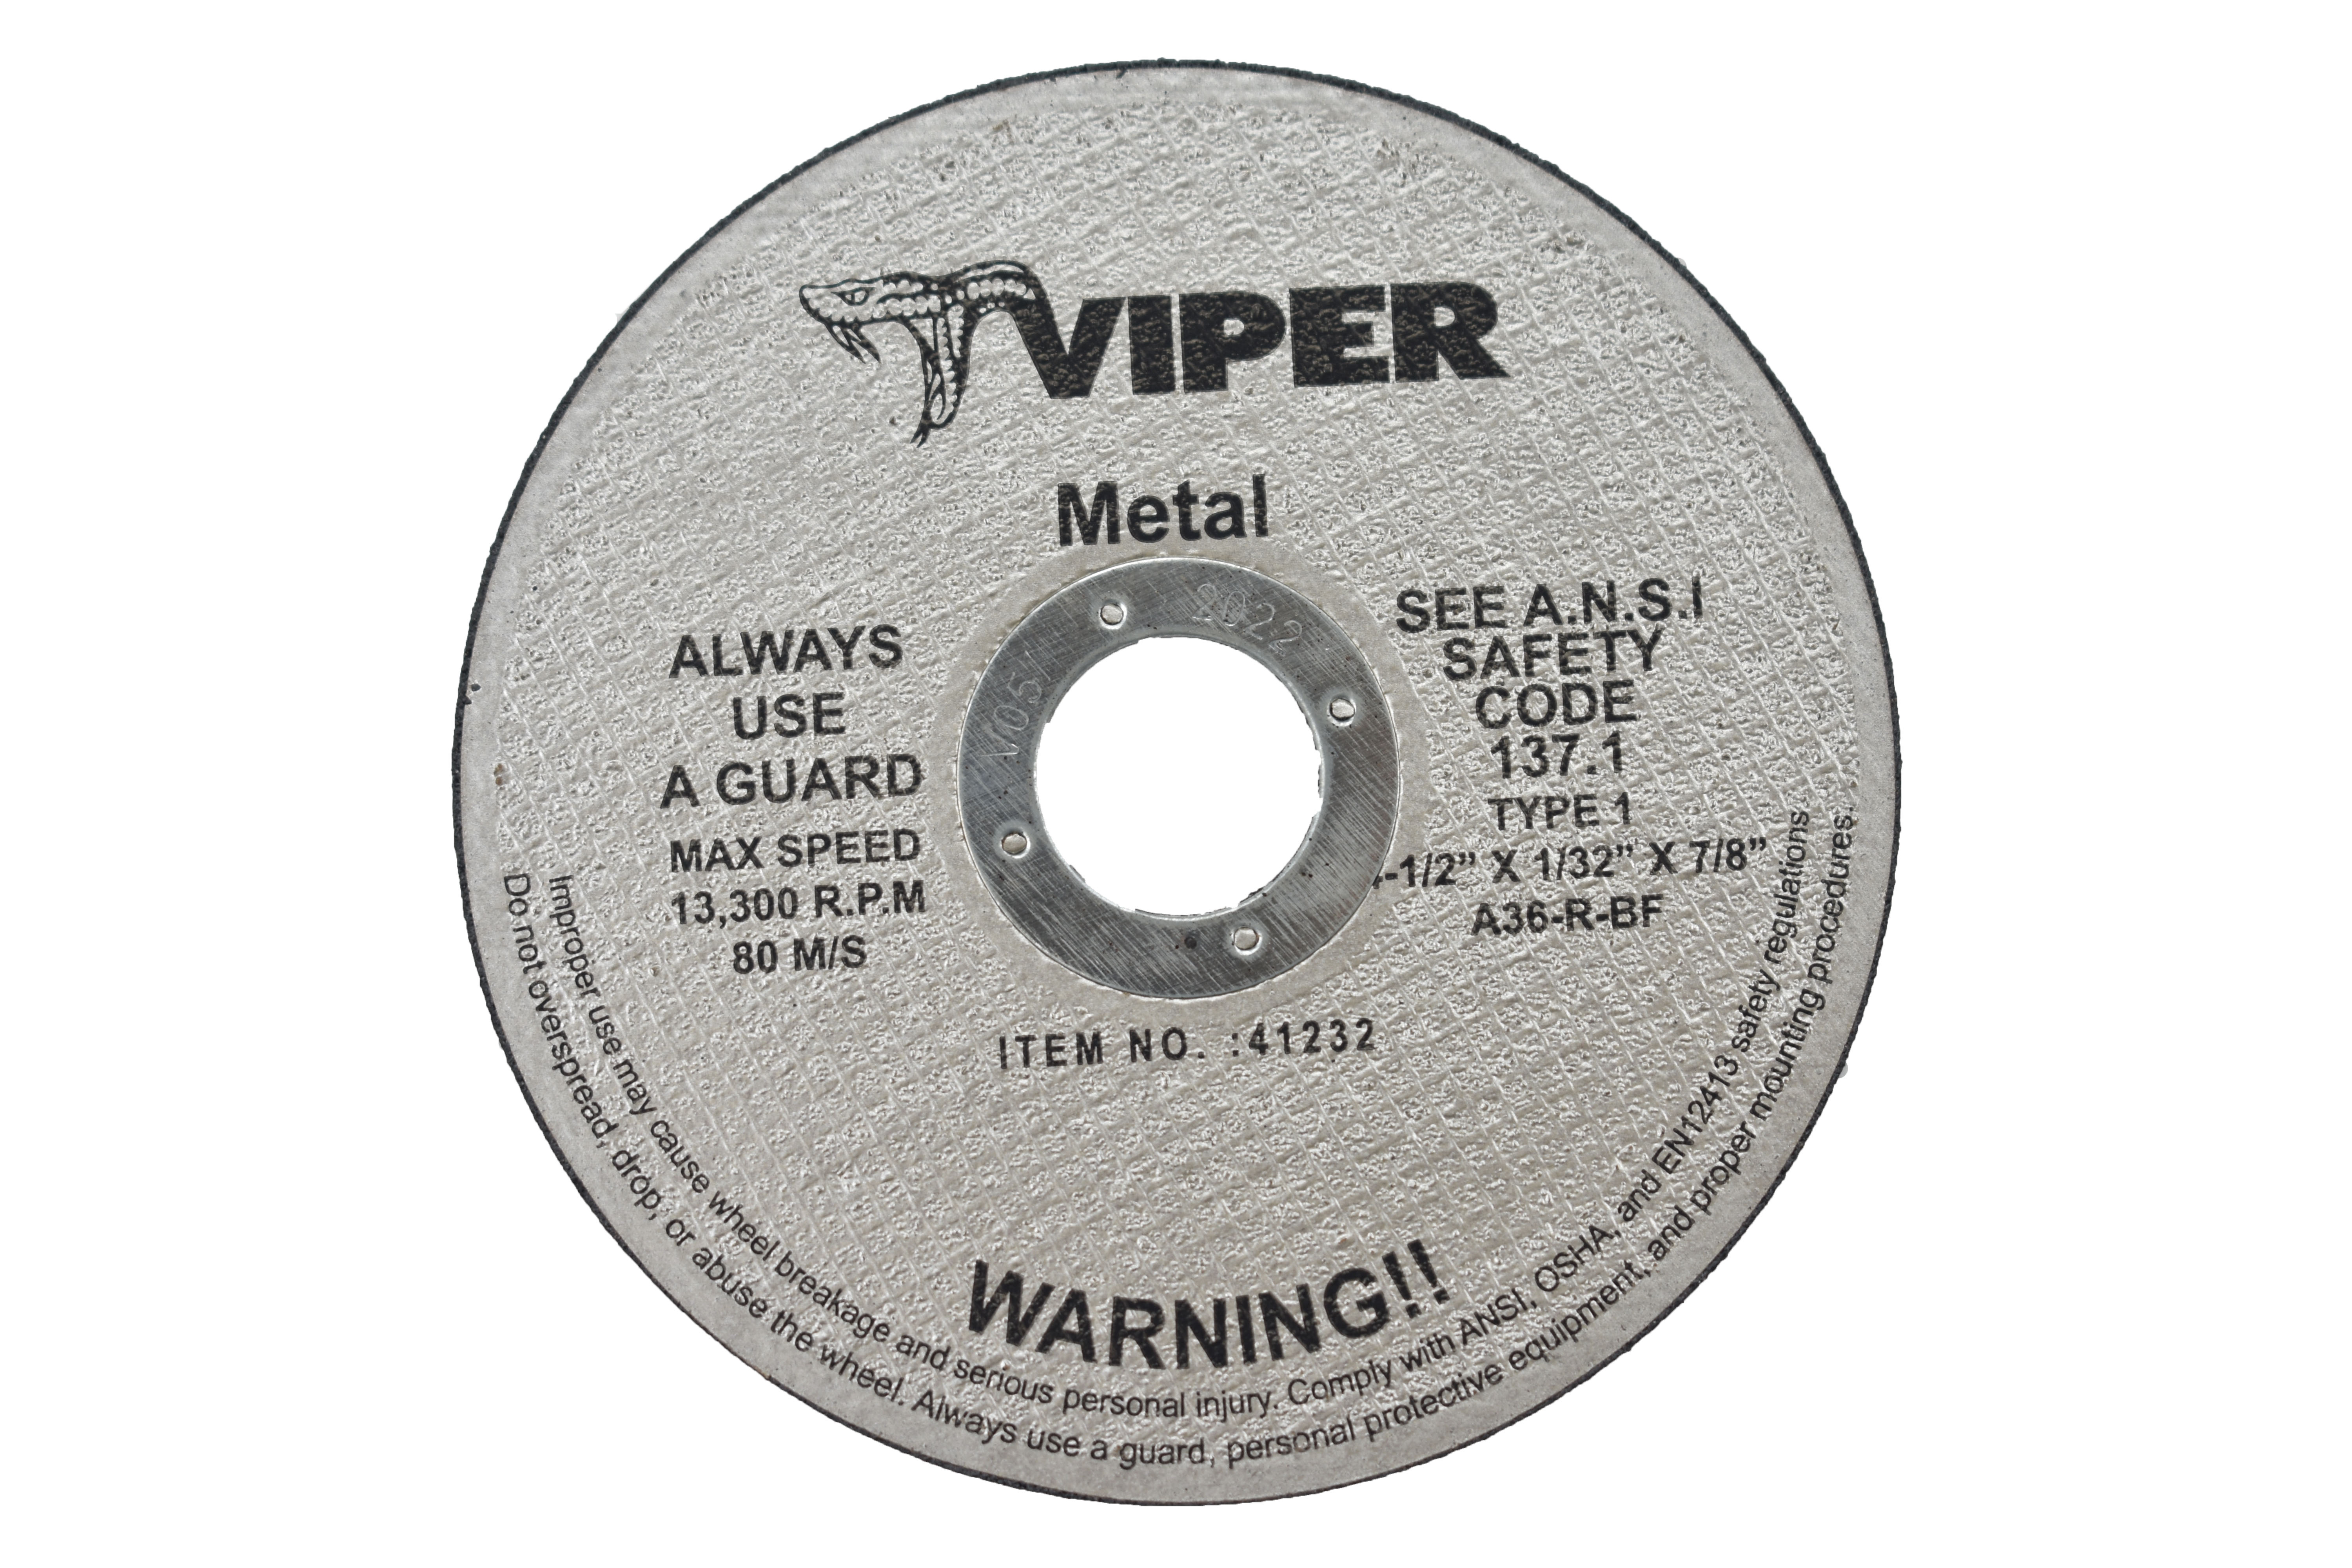 VIPER
Metal
ALWAYS
USE
A GUARD
MAX SPEED
13,300 R.P.M
80 M/S
2022
SEE A.N.S.I
SAFETY
CODE
137.1
TYPE 1
-1/2” X 1/32” X 7/8”
A36-R-BF
ITEM NO. :41232
WARNING!!
Improper use may cause wheel breakage and serious personal injury. Comply with ANSI, OSHA, and EN12413 safety regulations
Do not overspread, drop, or abuse the wheel. Always use a guard, personal protective equipment, and proper mounting procedures.